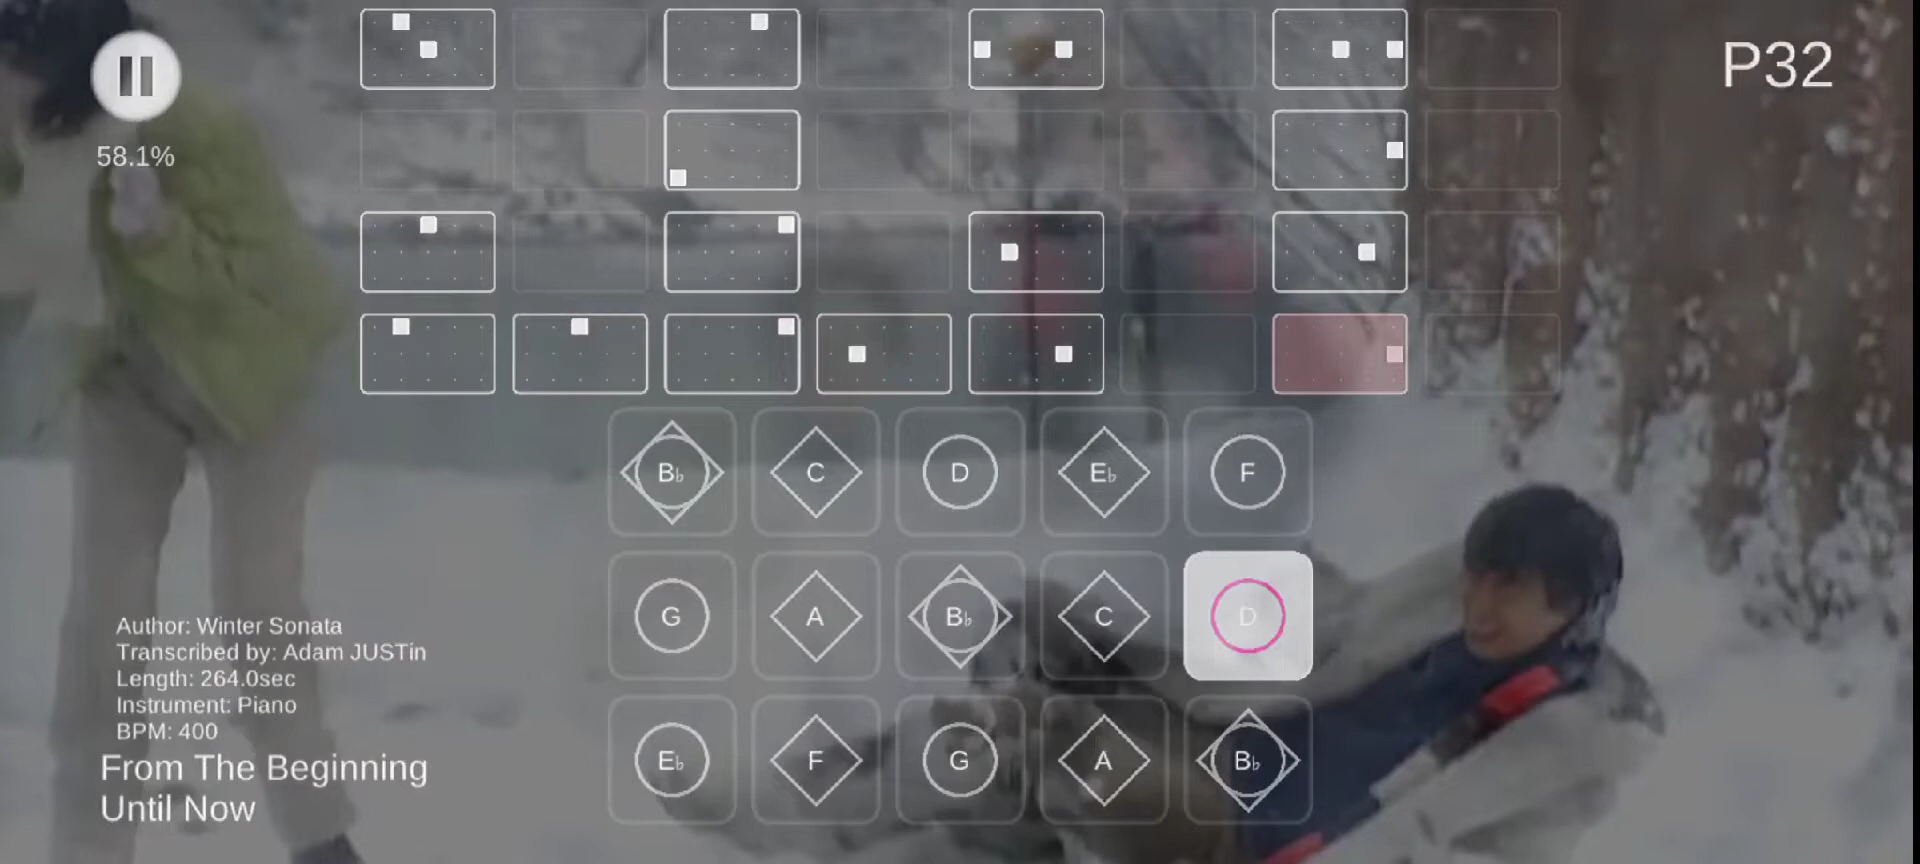 P32
58.1%
B♭ C D E♭ F
G A B♭ C D
E♭ F G A B♭
Author: Winter Sonata
Transcribed by: Adam JUSTin
Length: 264.0sec
Instrument: Piano
BPM: 400
From The Beginning
Until Now